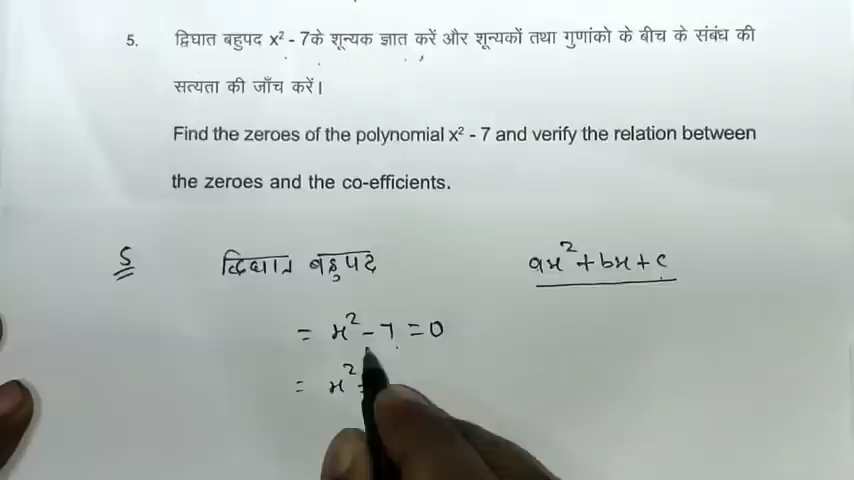 5. द्विघात बहुपद x² - 7के शून्यक ज्ञात करें और शून्यकों तथा गुणांको के बीच के संबंध की
सत्यता की जाँच करें।
Find the zeroes of the polynomial x² - 7 and verify the relation between
the zeroes and the co-efficients.
5 द्विघात बहुपद ax² + bx + c
= x² - 7 = 0
= x² =